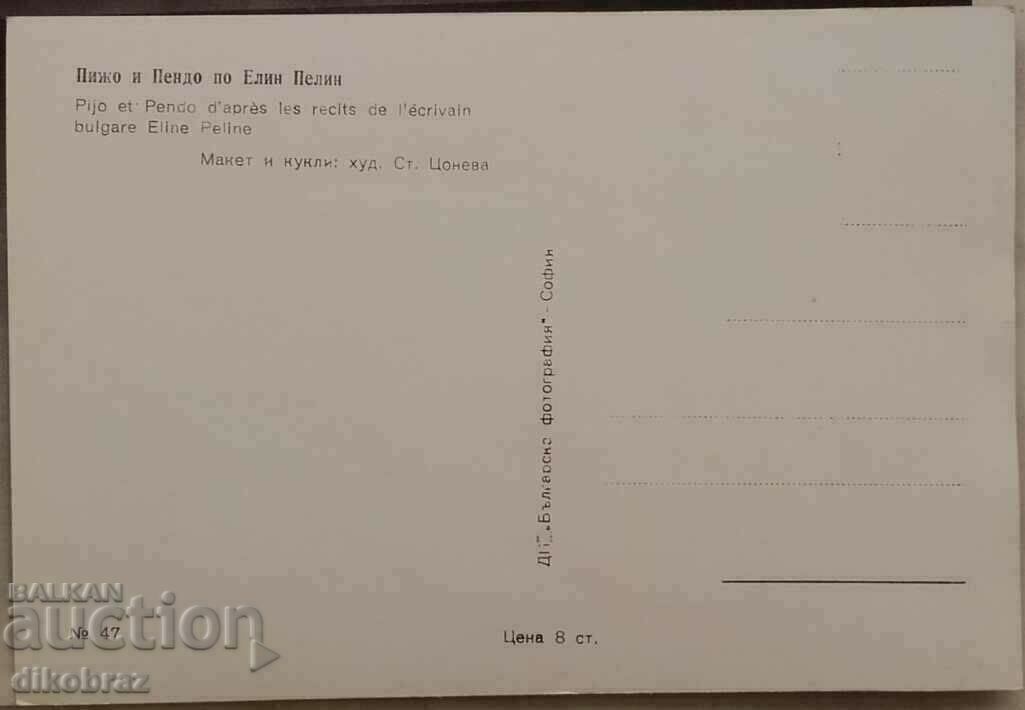 Пижо и Пендо по Елин Пелин
Pijo et Pendo d'après les recits de l'écrivain
bulgare Eline Peline
Макет и кукли: худ. Ст. Цонева
„Българска фотография" - София
№ 47
Цена 8 ст.
BALKAN
auction
dikobraz